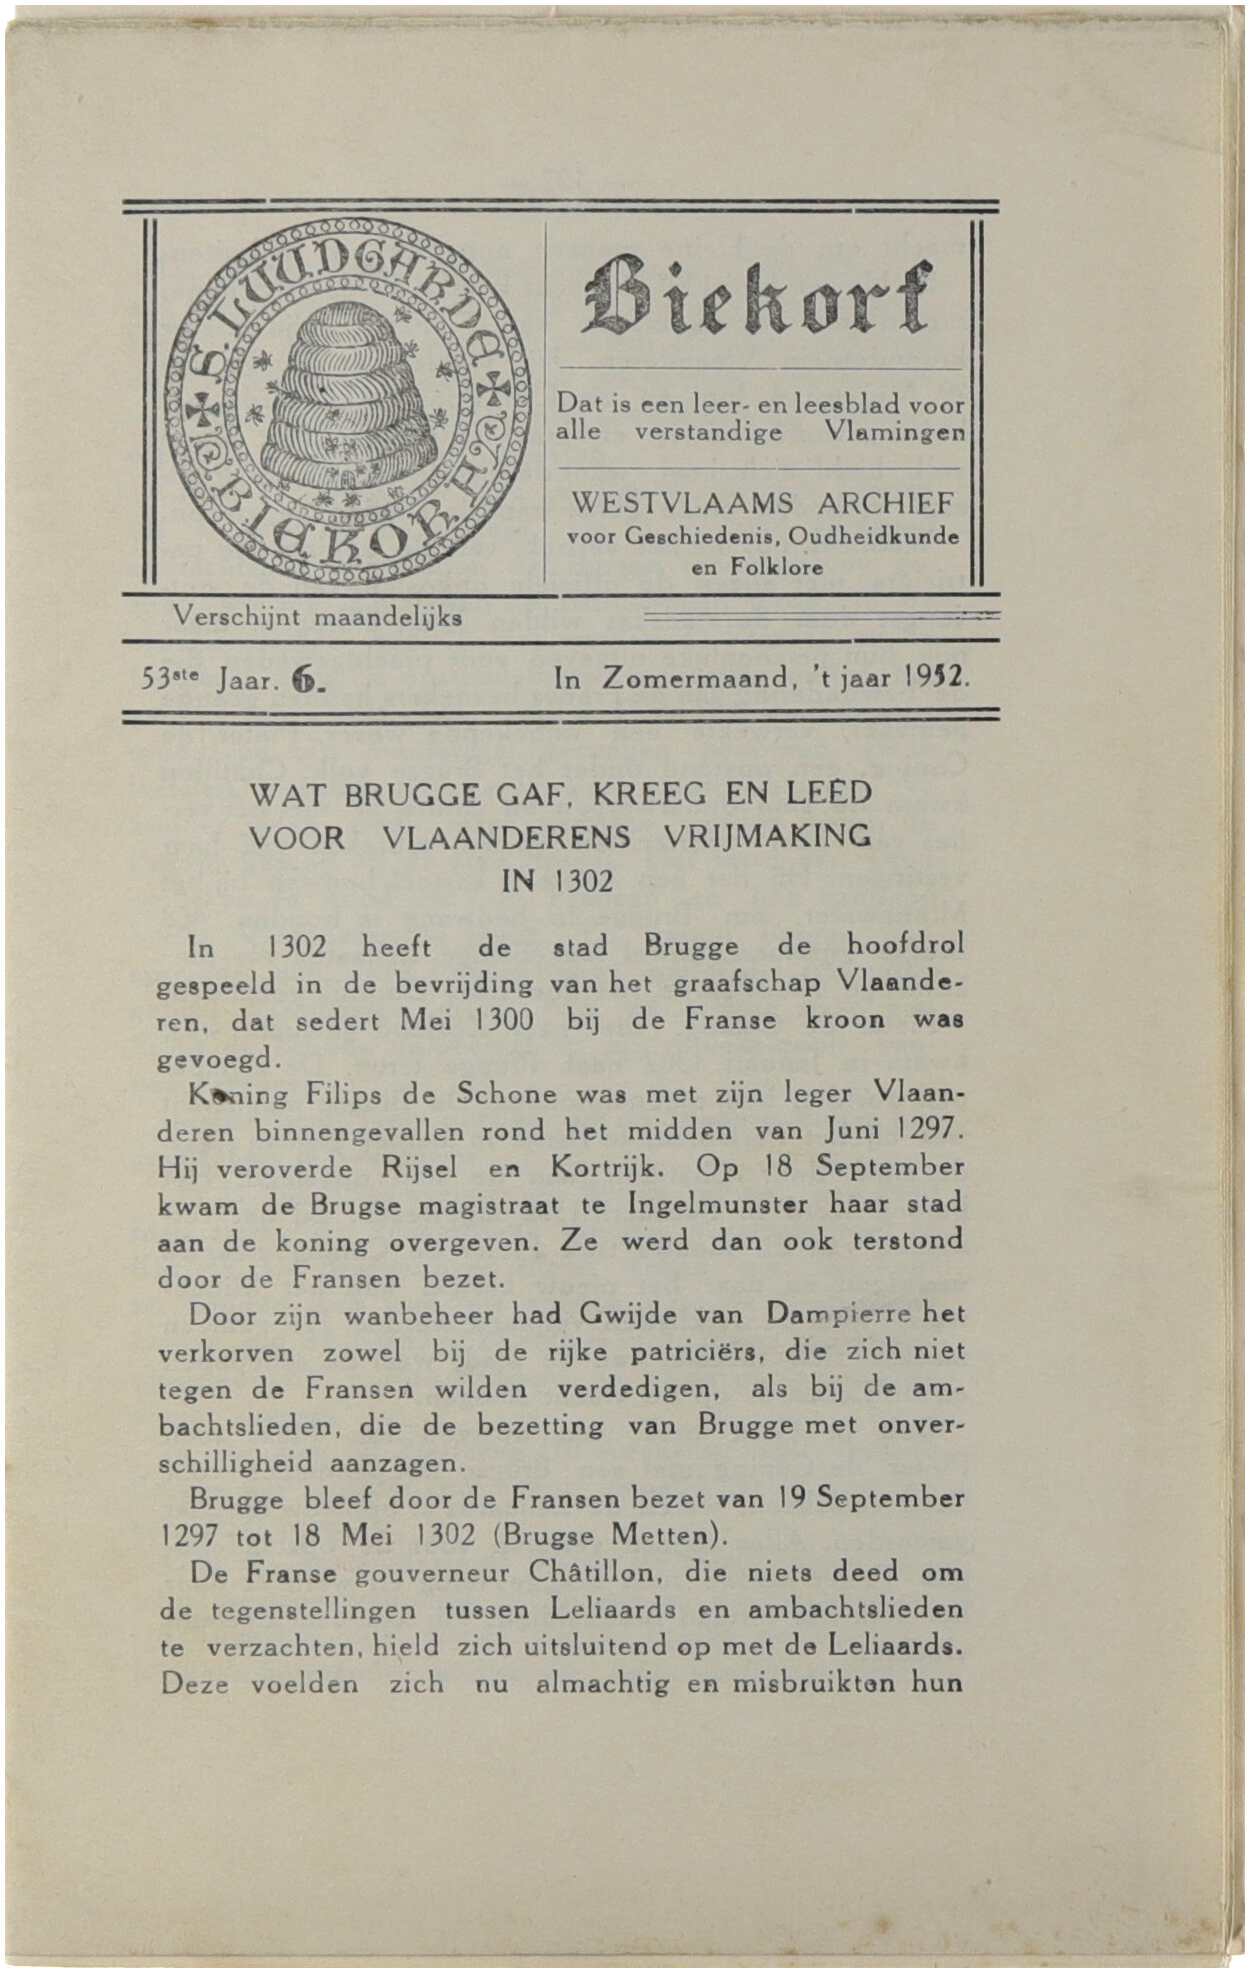 S. LUUDGARDE
BIEKORF
Biekorf
Dat is een leer- en leesblad voor
alle verstandige Vlamingen
WESTVLAAMS ARCHIEF
voor Geschiedenis, Oudheidkunde
en Folklore
Verschijnt maandelijks
53ste Jaar. 6. In Zomermaand, 't jaar 1952.
WAT BRUGGE GAF, KREEG EN LEED
VOOR VLAANDERENS VRIJMAKING
IN 1302
In 1302 heeft de stad Brugge de hoofdrol
gespeeld in de bevrijding van het graafschap Vlaande-
ren, dat sedert Mei 1300 bij de Franse kroon was
gevoegd.
Koning Filips de Schone was met zijn leger Vlaan-
deren binnengevallen rond het midden van Juni 1297.
Hij veroverde Rijsel en Kortrijk. Op 18 September
kwam de Brugse magistraat te Ingelmunster haar stad
aan de koning overgeven. Ze werd dan ook terstond
door de Fransen bezet.
Door zijn wanbeheer had Gwijde van Dampierre het
verkorven zowel bij de rijke patriciërs, die zich niet
tegen de Fransen wilden verdedigen, als bij de am-
bachtslieden, die de bezetting van Brugge met onver-
schilligheid aanzagen.
Brugge bleef door de Fransen bezet van 19 September
1297 tot 18 Mei 1302 (Brugse Metten).
De Franse gouverneur Châtillon, die niets deed om
de tegenstellingen tussen Leliaards en ambachtslieden
te verzachten, hield zich uitsluitend op met de Leliaards.
Deze voelden zich nu almachtig en misbruikten hun